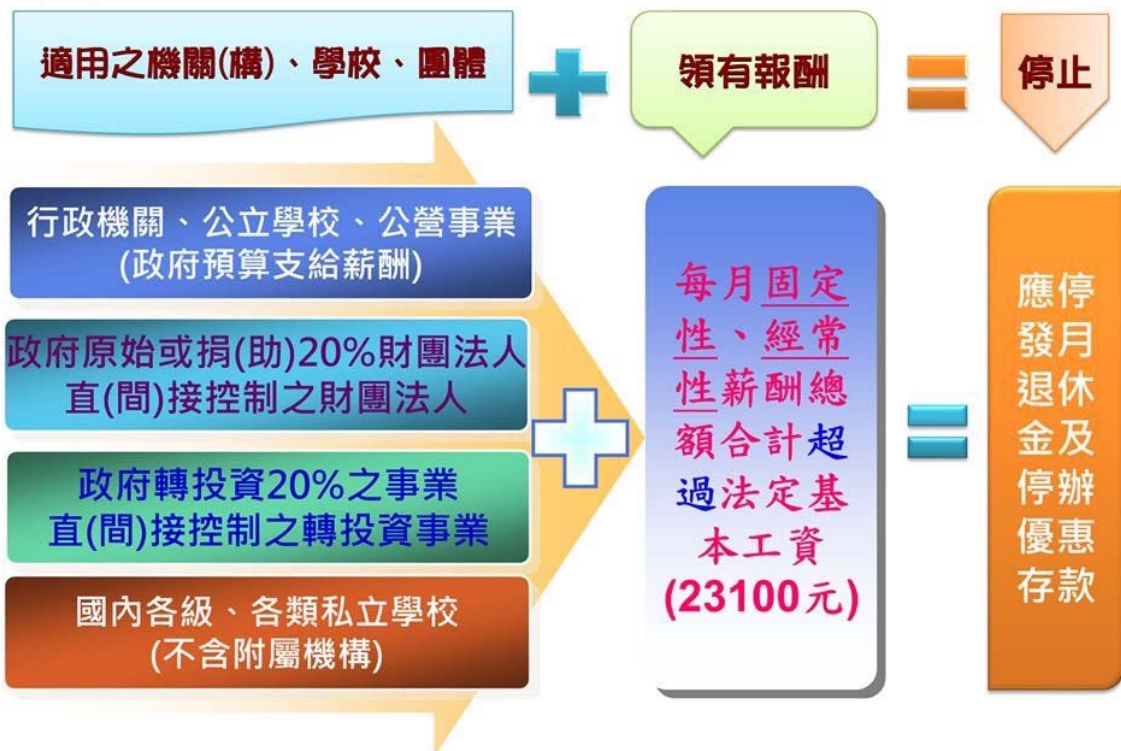 適用之機關(構)、學校、團體
領有報酬
停止
行政機關、公立學校、公營事業
(政府預算支給薪酬)
政府原始或捐(助)20%財團法人
直(間)接控制之財團法人
政府轉投資20%之事業
直(間)接控制之轉投資事業
國內各級、各類私立學校
(不含附屬機構)
每月固定
性、經常
性薪酬總
額合計超
過法定基
本工資
(23100元)
應停
發月
退休
金及
停辦
優惠
存款